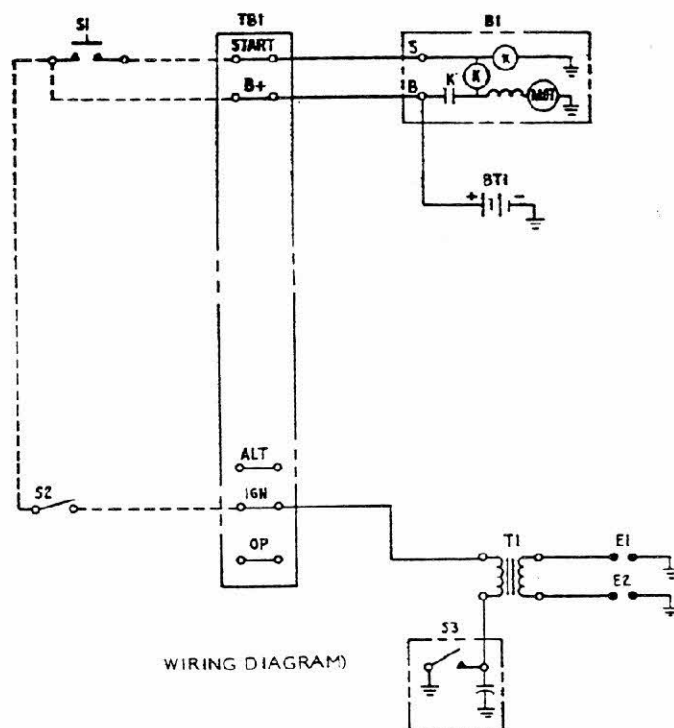 S1
TB1
B1
START
S
K
K
B+
B
K
MOT
BT1
+
-
ALT
S2
IGN
OP
T1
E1
E2
S3
WIRING DIAGRAM)